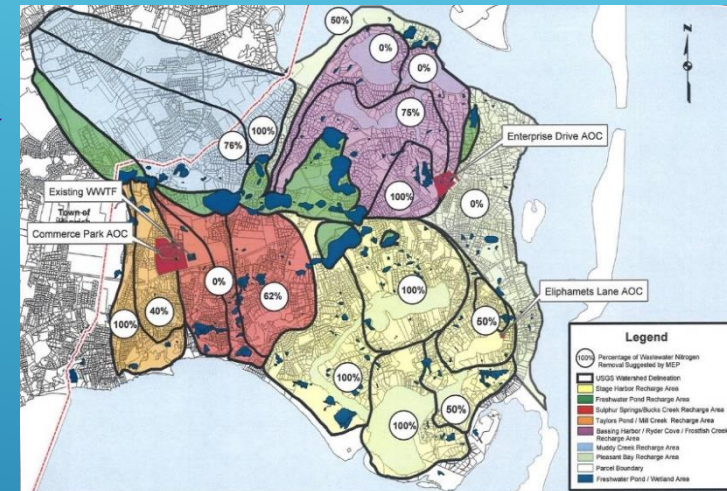 50%
N
0%
0%
75%
Enterprise Drive AOC
76%
100%
Existing WWTF
100%
0%
Town of
Commerce Park AOC
0%
62%
100%
Eliphamets Lane AOC
40%
50%
100%
100%
50%
100%
Legend
100% Percentage of Wastewater Nitrogen
Removal Suggested by MEP
USGS Watershed Delineation
Stage Harbor Recharge Area
Freshwater Pond Recharge Area
Sulphur Springs/Bucks Creek Recharge Area
Taylors Pond / Mill Creek Recharge Area
Bassing Harbor / Ryder Cove / Frostfish Creek
Recharge Area
Muddy Creek Recharge Area
Pleasant Bay Recharge Area
Parcel Boundary
Freshwater Pond / Wetland Area